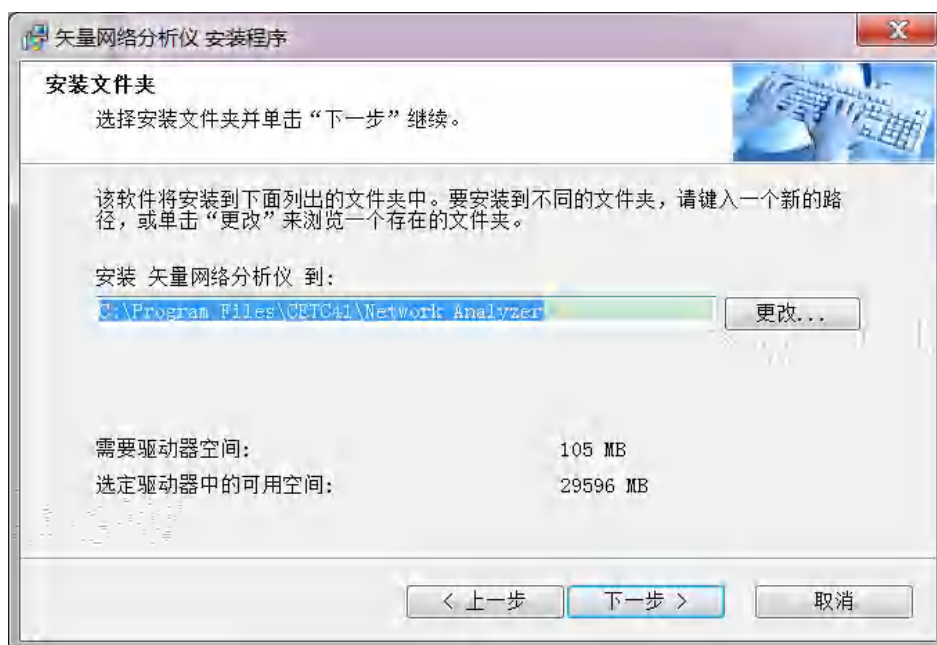 矢量网络分析仪 安装程序
安装文件夹
选择安装文件夹并单击“下一步”继续。
该软件将安装到下面列出的文件夹中。要安装到不同的文件夹，请键入一个新的路
径，或单击“更改”来浏览一个存在的文件夹。
安装 矢量网络分析仪 到:
C:\Program Files\CETC41\Network Analyzer
更改...
需要驱动器空间: 105 MB
选定驱动器中的可用空间: 29596 MB
< 上一步 下一步 > 取消